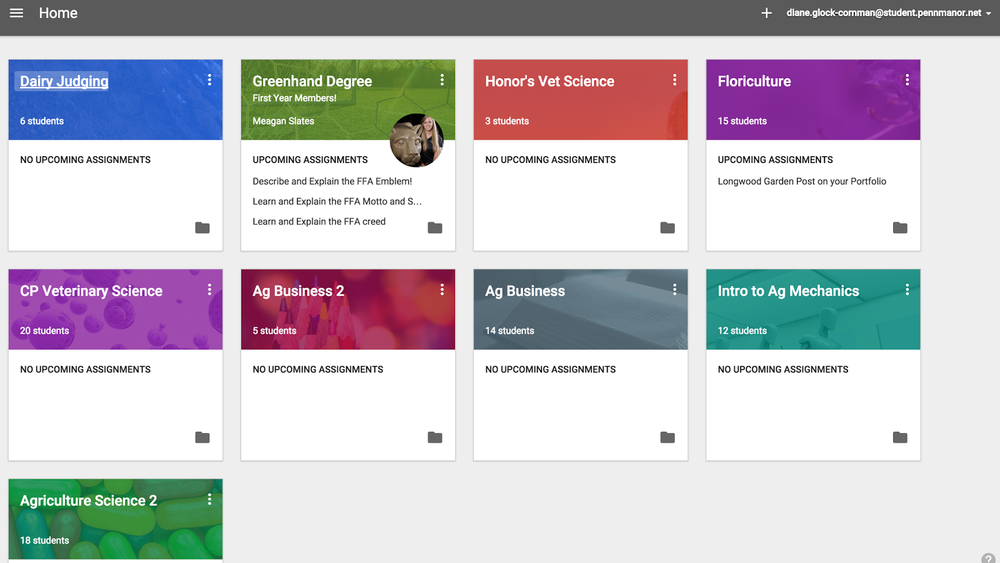 Home
+ diane.glock-cornman@student.pennmanor.net
Dairy Judging
6 students
NO UPCOMING ASSIGNMENTS
Greenhand Degree
First Year Members!
Meagan Slates
UPCOMING ASSIGNMENTS
Describe and Explain the FFA Emblem!
Learn and Explain the FFA Motto and S...
Learn and Explain the FFA creed
Honor's Vet Science
3 students
NO UPCOMING ASSIGNMENTS
Floriculture
15 students
UPCOMING ASSIGNMENTS
Longwood Garden Post on your Portfolio
CP Veterinary Science
20 students
NO UPCOMING ASSIGNMENTS
Ag Business 2
5 students
NO UPCOMING ASSIGNMENTS
Ag Business
14 students
NO UPCOMING ASSIGNMENTS
Intro to Ag Mechanics
12 students
NO UPCOMING ASSIGNMENTS
Agriculture Science 2
18 students
?